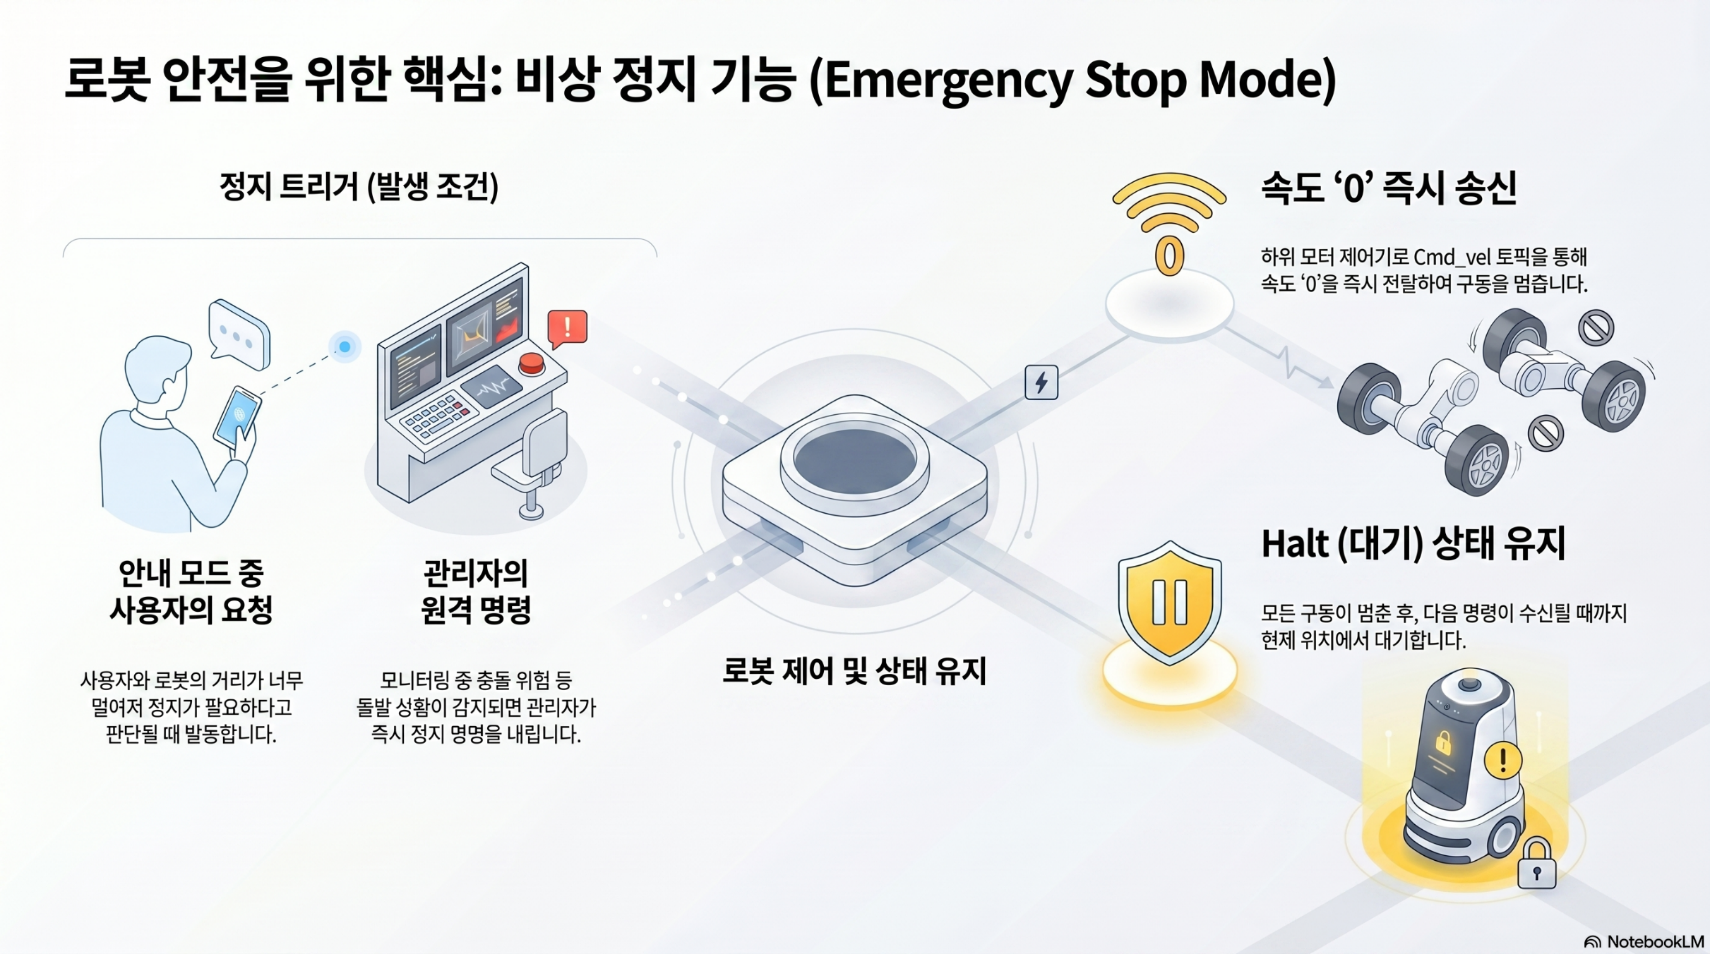 로봇 안전을 위한 핵심: 비상 정지 기능 (Emergency Stop Mode)
정지 트리거 (발생 조건)
안내 모드 중
사용자의 요청
사용자와 로봇의 거리가 너무
멀여저 정지가 필요하다고
판단될 때 발동합니다.
관리자의
원격 명령
모니터링 중 충돌 위험 등
돌발 성황이 감지되면 관리자가
즉시 정지 명명을 내립니다.
로봇 제어 및 상태 유지
0
속도 ‘0’ 즉시 송신
하위 모터 제어기로 Cmd_vel 토픽을 통해
속도 ‘0’을 즉시 전탈하여 구동을 멈춥니다.
Halt (대기) 상태 유지
모든 구동이 멈춘 후, 다음 명령이 수신될 때까지
현재 위치에서 대기합니다.
NotebookLM